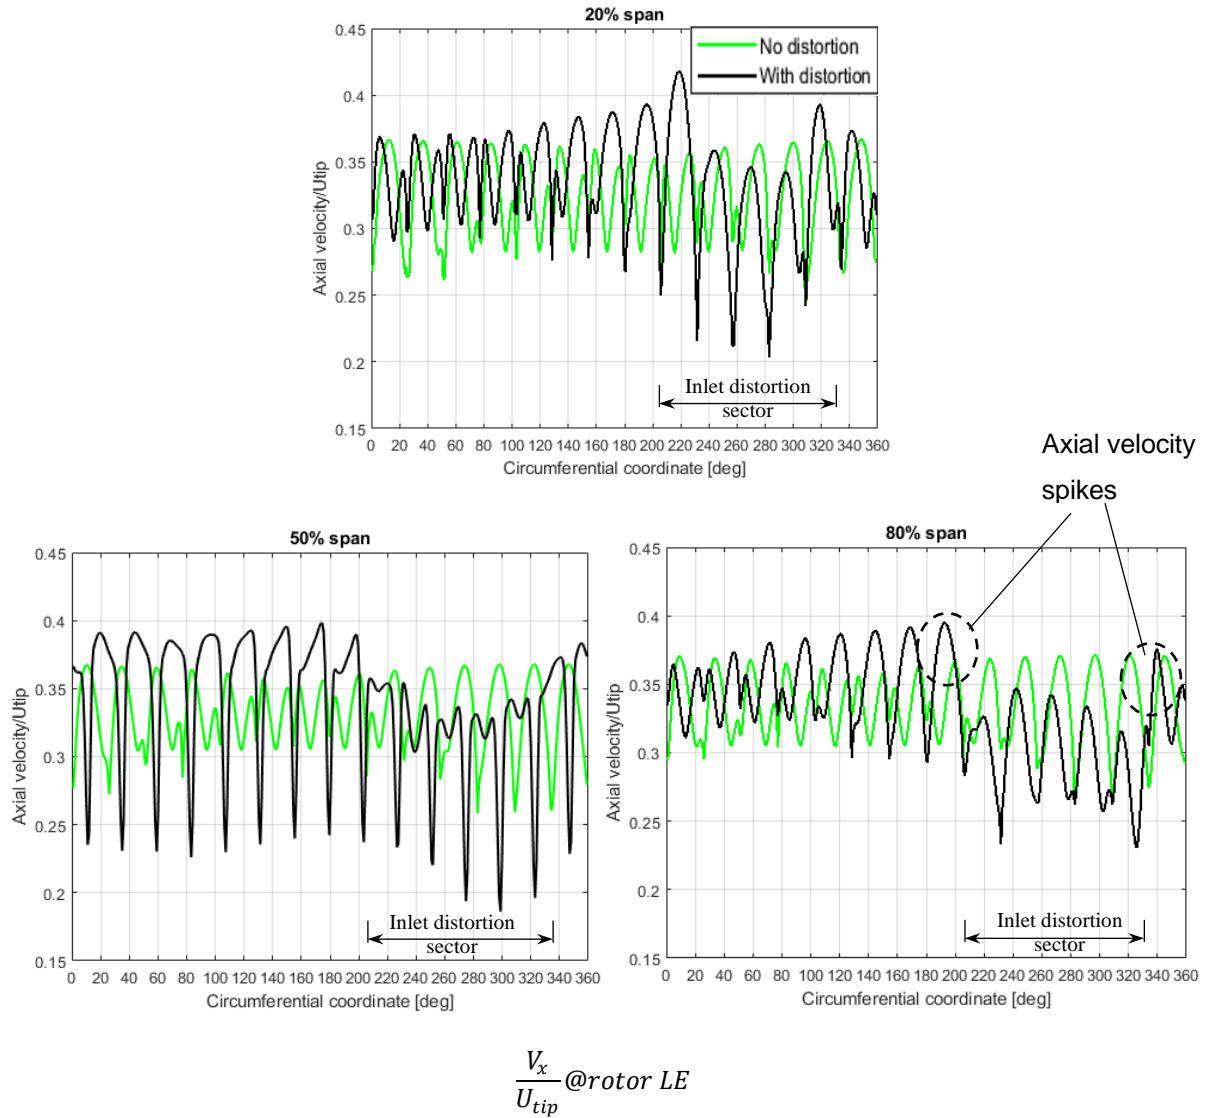 20% span
No distortion
With distortion
0.45
0.4
0.35
0.3
0.25
0.2
0.15
Axial velocity/Utip
Inlet distortion
sector
0 20 40 60 80 100 120 140 160 180 200 220 240 260 280 300 320 340 360
Circumferential coordinate [deg]
Axial velocity
spikes
50% span
0.45
0.4
0.35
0.3
0.25
0.2
0.15
Axial velocity/Utip
Inlet distortion
sector
0 20 40 60 80 100 120 140 160 180 200 220 240 260 280 300 320 340 360
Circumferential coordinate [deg]
80% span
0.45
0.4
0.35
0.3
0.25
0.2
0.15
Axial velocity/Utip
Inlet distortion
sector
0 20 40 60 80 100 120 140 160 180 200 220 240 260 280 300 320 340 360
Circumferential coordinate [deg]
V_x
U_tip
@rotor LE